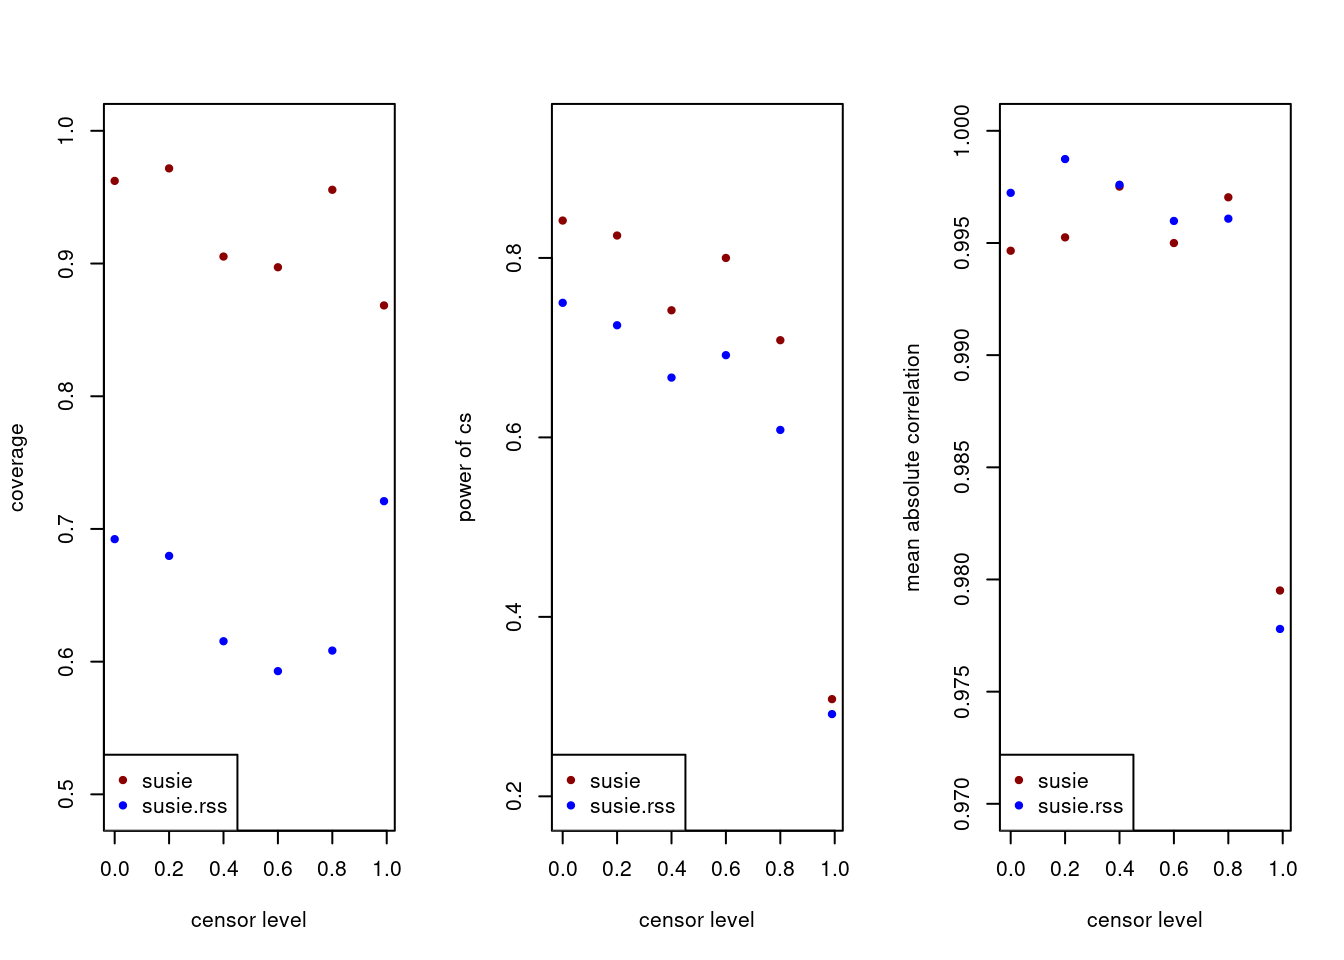 coverage
1.0
0.9
0.8
0.7
0.6
0.5
susie
susie.rss
0.0 0.2 0.4 0.6 0.8 1.0
censor level
power of cs
0.8
0.6
0.4
0.2
susie
susie.rss
0.0 0.2 0.4 0.6 0.8 1.0
censor level
mean absolute correlation
1.000
0.995
0.990
0.985
0.980
0.975
0.970
susie
susie.rss
0.0 0.2 0.4 0.6 0.8 1.0
censor level